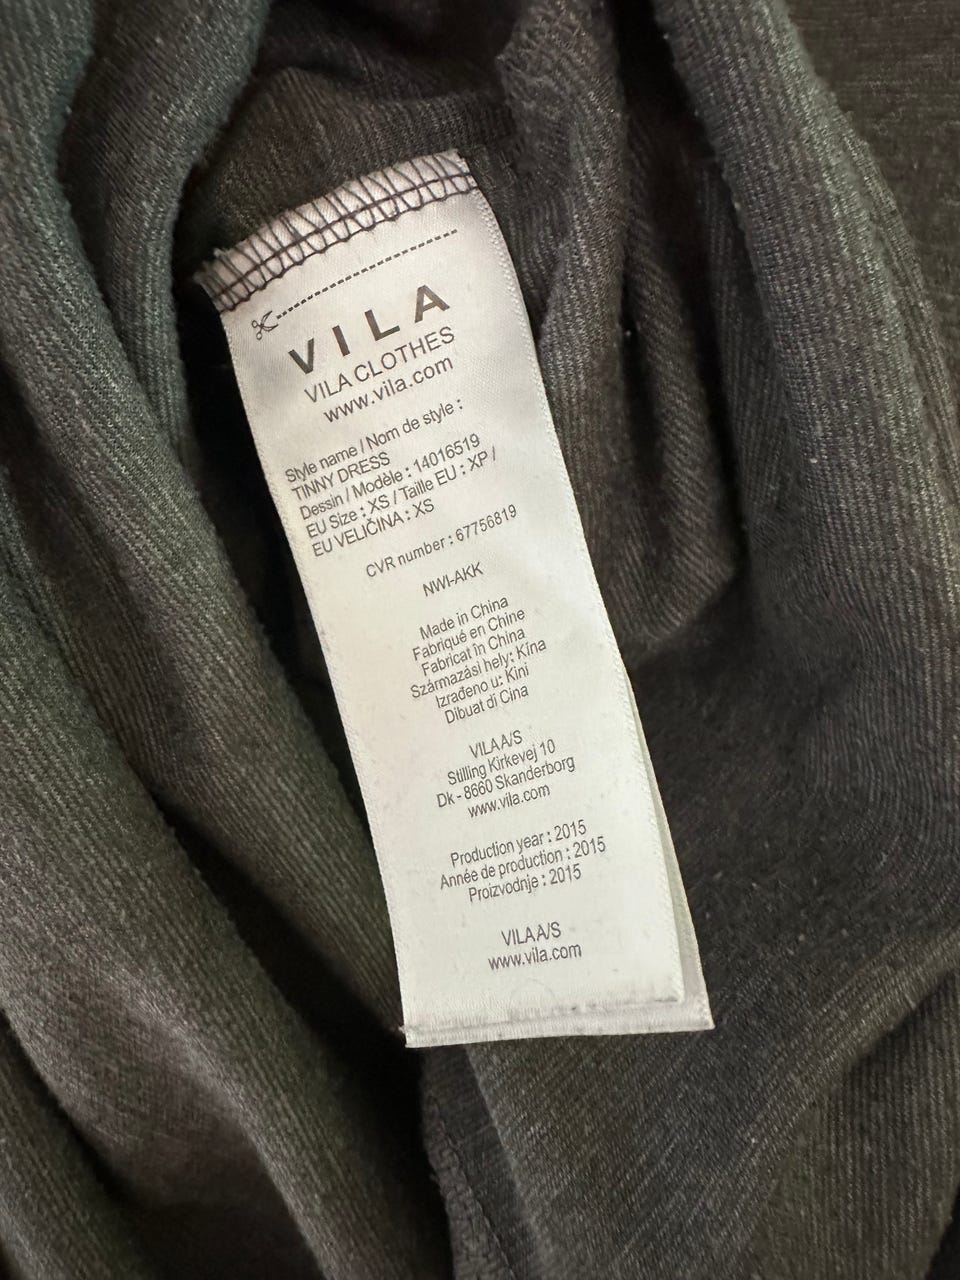 VILA
VILA CLOTHES
www.vila.com
Style name / Nom de style :
TINNY DRESS
Dessin / Modèle : 14016519
EU Size : XS / Taille EU : XP /
EU VELIČINA : XS
CVR number : 67756819
NWI-AKK
Made in China
Fabriqué en Chine
Fabricat în China
Származási hely: Kína
Izrađeno u: Kini
Dibuat di Cina
VILA A/S
Stilling Kirkevej 10
Dk - 8660 Skanderborg
www.vila.com
Production year : 2015
Année de production : 2015
Proizvodnje : 2015
VILA A/S
www.vila.com